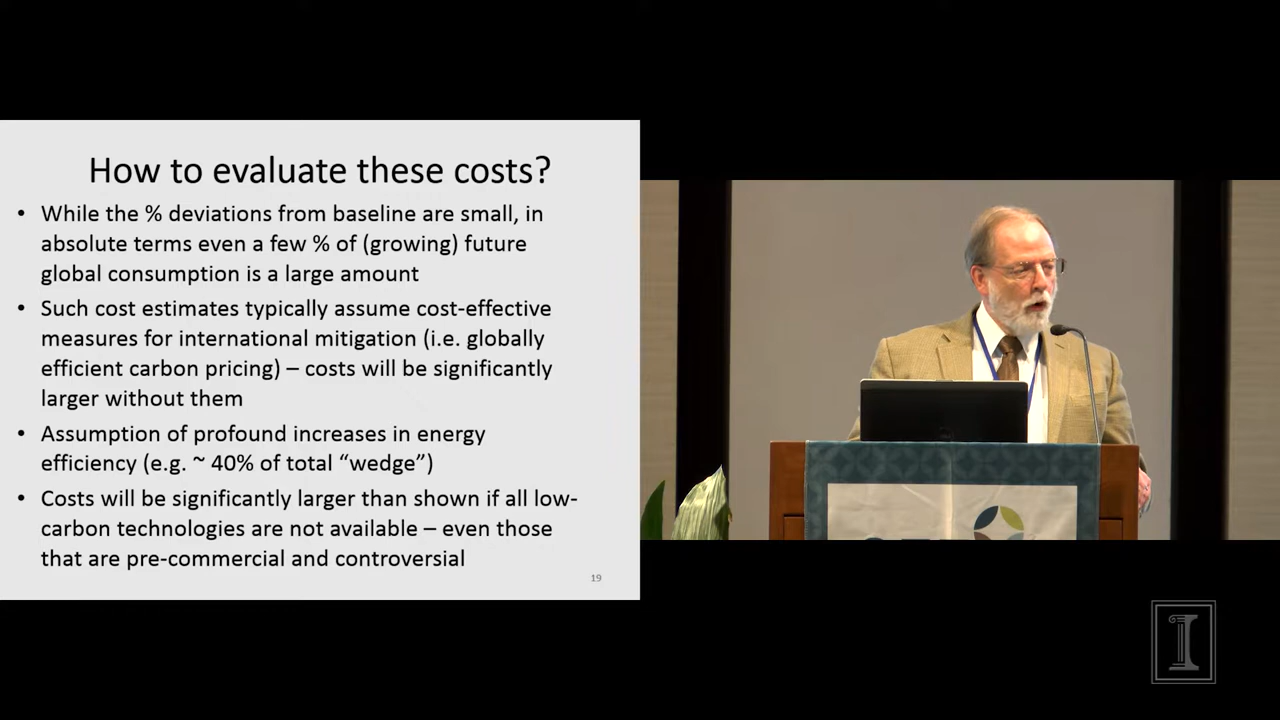 How to evaluate these costs?
• While the % deviations from baseline are small, in
absolute terms even a few % of (growing) future
global consumption is a large amount
• Such cost estimates typically assume cost-effective
measures for international mitigation (i.e. globally
efficient carbon pricing) – costs will be significantly
larger without them
• Assumption of profound increases in energy
efficiency (e.g. ~ 40% of total “wedge”)
• Costs will be significantly larger than shown if all low-
carbon technologies are not available – even those
that are pre-commercial and controversial
19
I